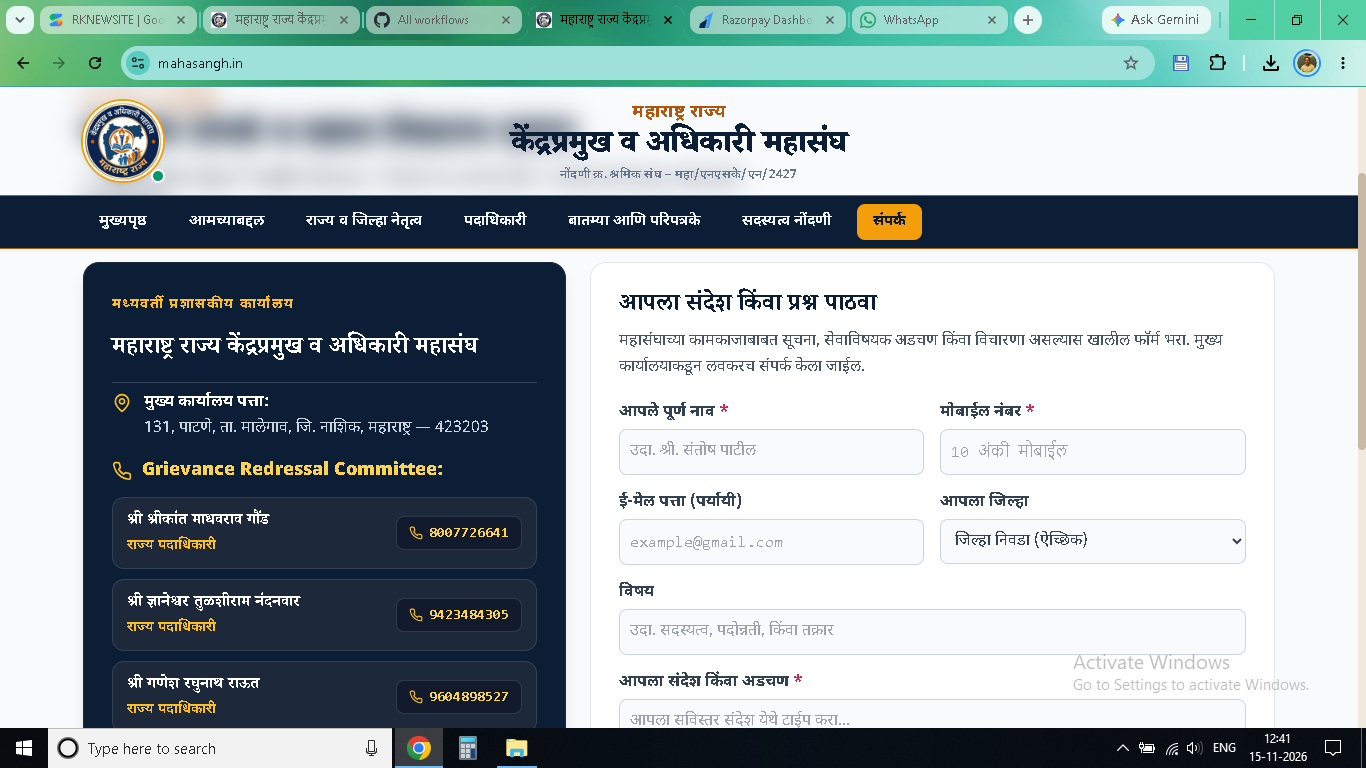 RKNEWSITE | Goo
महाराष्ट्र राज्य केंद्रप्रम
All workflows
महाराष्ट्र राज्य केंद्रप्रम
Razorpay Dashbo
WhatsApp
Ask Gemini
mahasangh.in
केंद्रप्रमुख व अधिकारी महासंघ
महाराष्ट्र राज्य
महाराष्ट्र राज्य
केंद्रप्रमुख व अधिकारी महासंघ
नोंदणी क्र. श्रमिक संघ – महा/एनएसके/एन/2427
मुख्यपृष्ठ आमच्याबद्दल राज्य व जिल्हा नेतृत्व पदाधिकारी बातम्या आणि परिपत्रके सदस्यत्व नोंदणी संपर्क
मध्यवर्ती प्रशासकीय कार्यालय
महाराष्ट्र राज्य केंद्रप्रमुख व अधिकारी महासंघ
मुख्य कार्यालय पत्ता:
131, पाटणे, ता. मालेगाव, जि. नाशिक, महाराष्ट्र — 423203
Grievance Redressal Committee:
श्री श्रीकांत माधवराव गौंड
राज्य पदाधिकारी
8007726641
श्री ज्ञानेश्वर तुळशीराम नंदनवार
राज्य पदाधिकारी
9423484305
श्री गणेश रघुनाथ राऊत
राज्य पदाधिकारी
9604898527
आपला संदेश किंवा प्रश्न पाठवा
महासंघाच्या कामकाजाबाबत सूचना, सेवाविषयक अडचण किंवा विचारणा असल्यास खालील फॉर्म भरा. मुख्य
कार्यालयाकडून लवकरच संपर्क केला जाईल.
आपले पूर्ण नाव *
उदा. श्री. संतोष पाटील
मोबाईल नंबर *
10 अंकी मोबाईल
ई-मेल पत्ता (पर्यायी)
example@gmail.com
आपला जिल्हा
जिल्हा निवडा (ऐच्छिक)
विषय
उदा. सदस्यत्व, पदोन्नती, किंवा तक्रार
आपला संदेश किंवा अडचण *
आपला सविस्तर संदेश येथे टाईप करा...
Activate Windows
Go to Settings to activate Windows.
Type here to search
ENG
12:41
15-11-2026